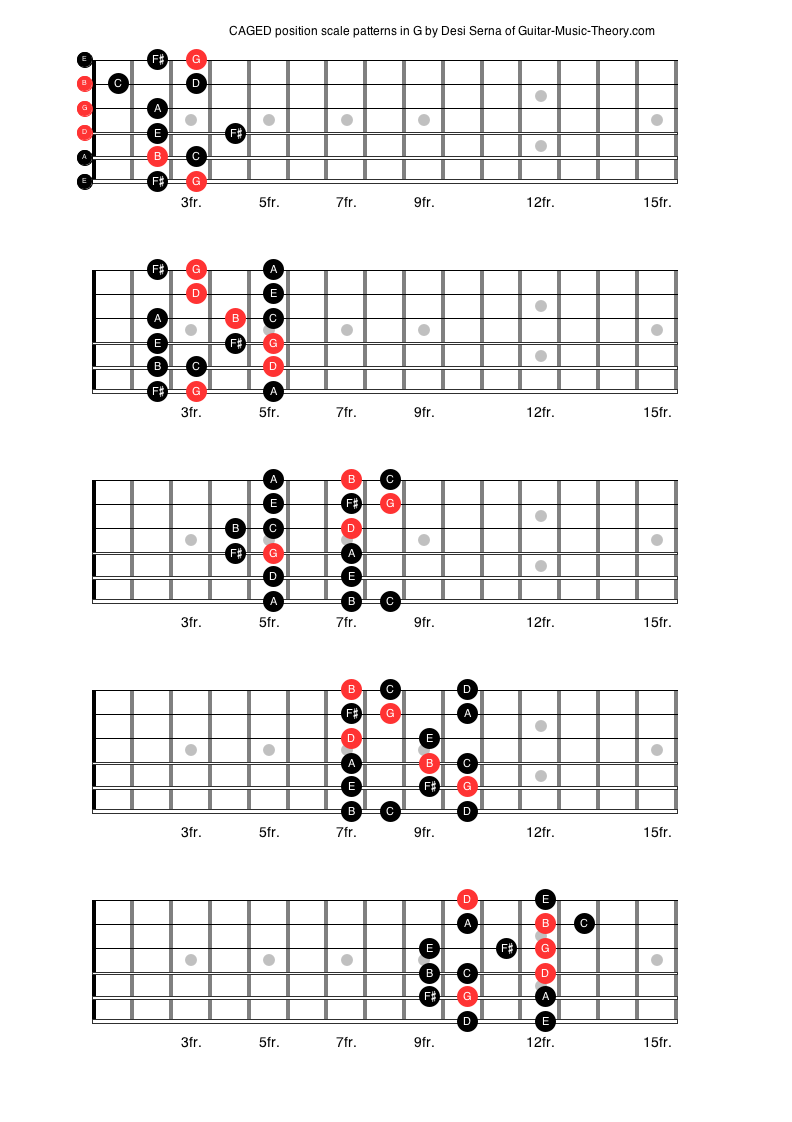 CAGED position scale patterns in G by Desi Serna of Guitar-Music-Theory.com
E F♯ G
B C D
G A
D E F♯
A B C
E F♯ G
3fr. 5fr. 7fr. 9fr. 12fr. 15fr.
F♯ G A
D E
A B C
E F♯ G
B C D
F♯ G A
3fr. 5fr. 7fr. 9fr. 12fr. 15fr.
A B C
E F♯ G
B C D
F♯ G A
D E
A B C
3fr. 5fr. 7fr. 9fr. 12fr. 15fr.
B C D
F♯ G A
D E
A B C
E F♯ G
B C D
3fr. 5fr. 7fr. 9fr. 12fr. 15fr.
D E
A B C
E F♯ G
B C D
F♯ G A
D E
3fr. 5fr. 7fr. 9fr. 12fr. 15fr.